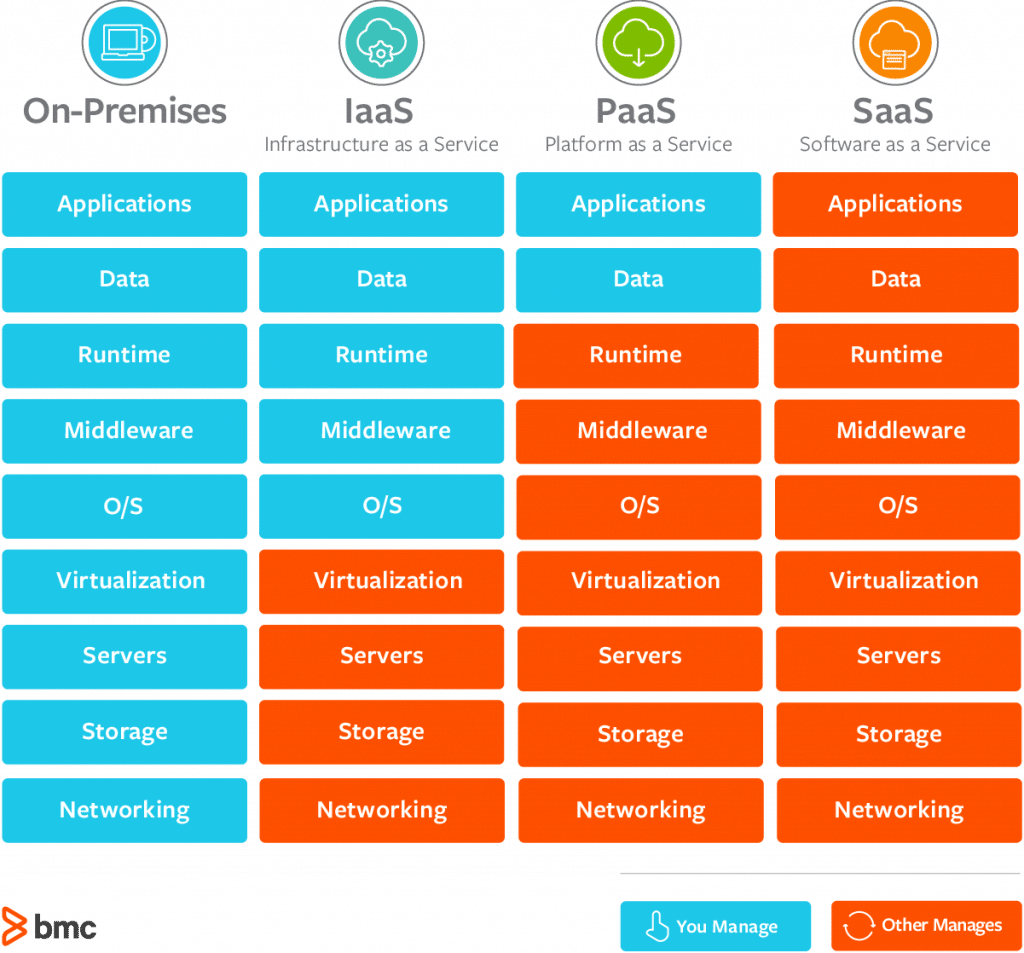 On-Premises
IaaS
Infrastructure as a Service
PaaS
Platform as a Service
SaaS
Software as a Service
Applications Applications Applications Applications
Data Data Data Data
Runtime Runtime Runtime Runtime
Middleware Middleware Middleware Middleware
O/S O/S O/S O/S
Virtualization Virtualization Virtualization Virtualization
Servers Servers Servers Servers
Storage Storage Storage Storage
Networking Networking Networking Networking
bmc
You Manage
Other Manages